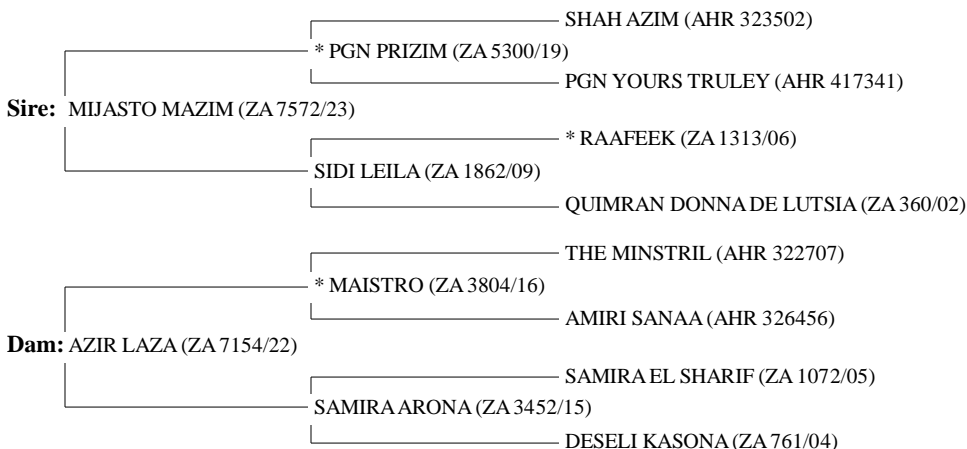 SHAH AZIM (AHR 323502)
* PGN PRIZIM (ZA 5300/19)
PGN YOURS TRULEY (AHR 417341)
Sire: MIJASTO MAZIM (ZA 7572/23)
* RAAFEEK (ZA 1313/06)
SIDI LEILA (ZA 1862/09)
QUIMRAN DONNA DE LUTSIA (ZA 360/02)
THE MINSTRIL (AHR 322707)
* MAISTRO (ZA 3804/16)
AMIRI SANAA (AHR 326456)
Dam: AZIR LAZA (ZA 7154/22)
SAMIRA EL SHARIF (ZA 1072/05)
SAMIRA ARONA (ZA 3452/15)
DESELI KASONA (ZA 761/04)